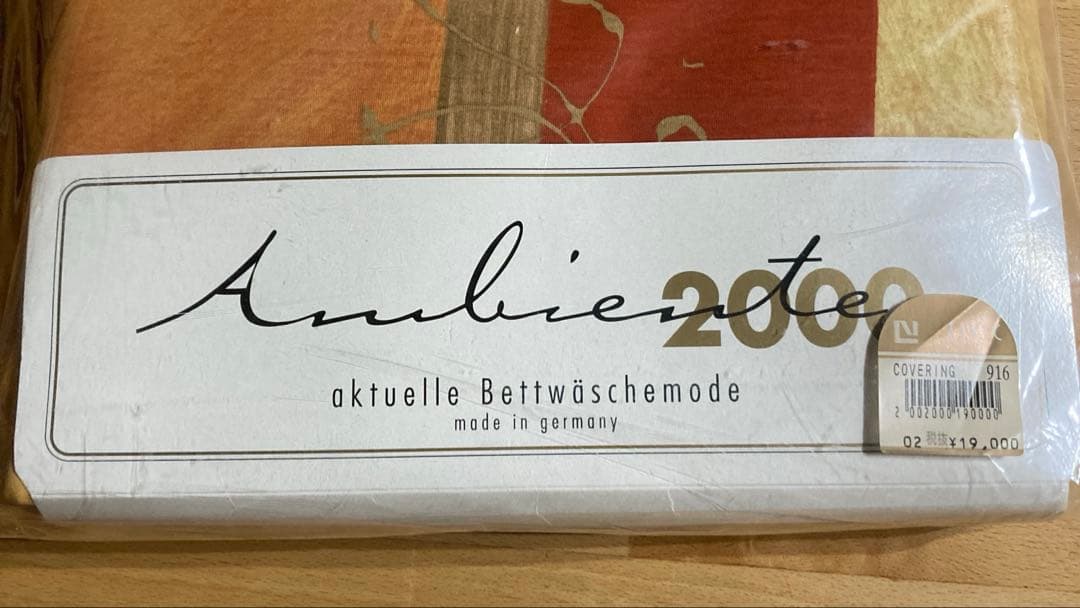 Ambiente 2000
aktuelle Bettwäschemode
made in germany
COVERING 916
2 002000 190000
02 税抜¥19,000